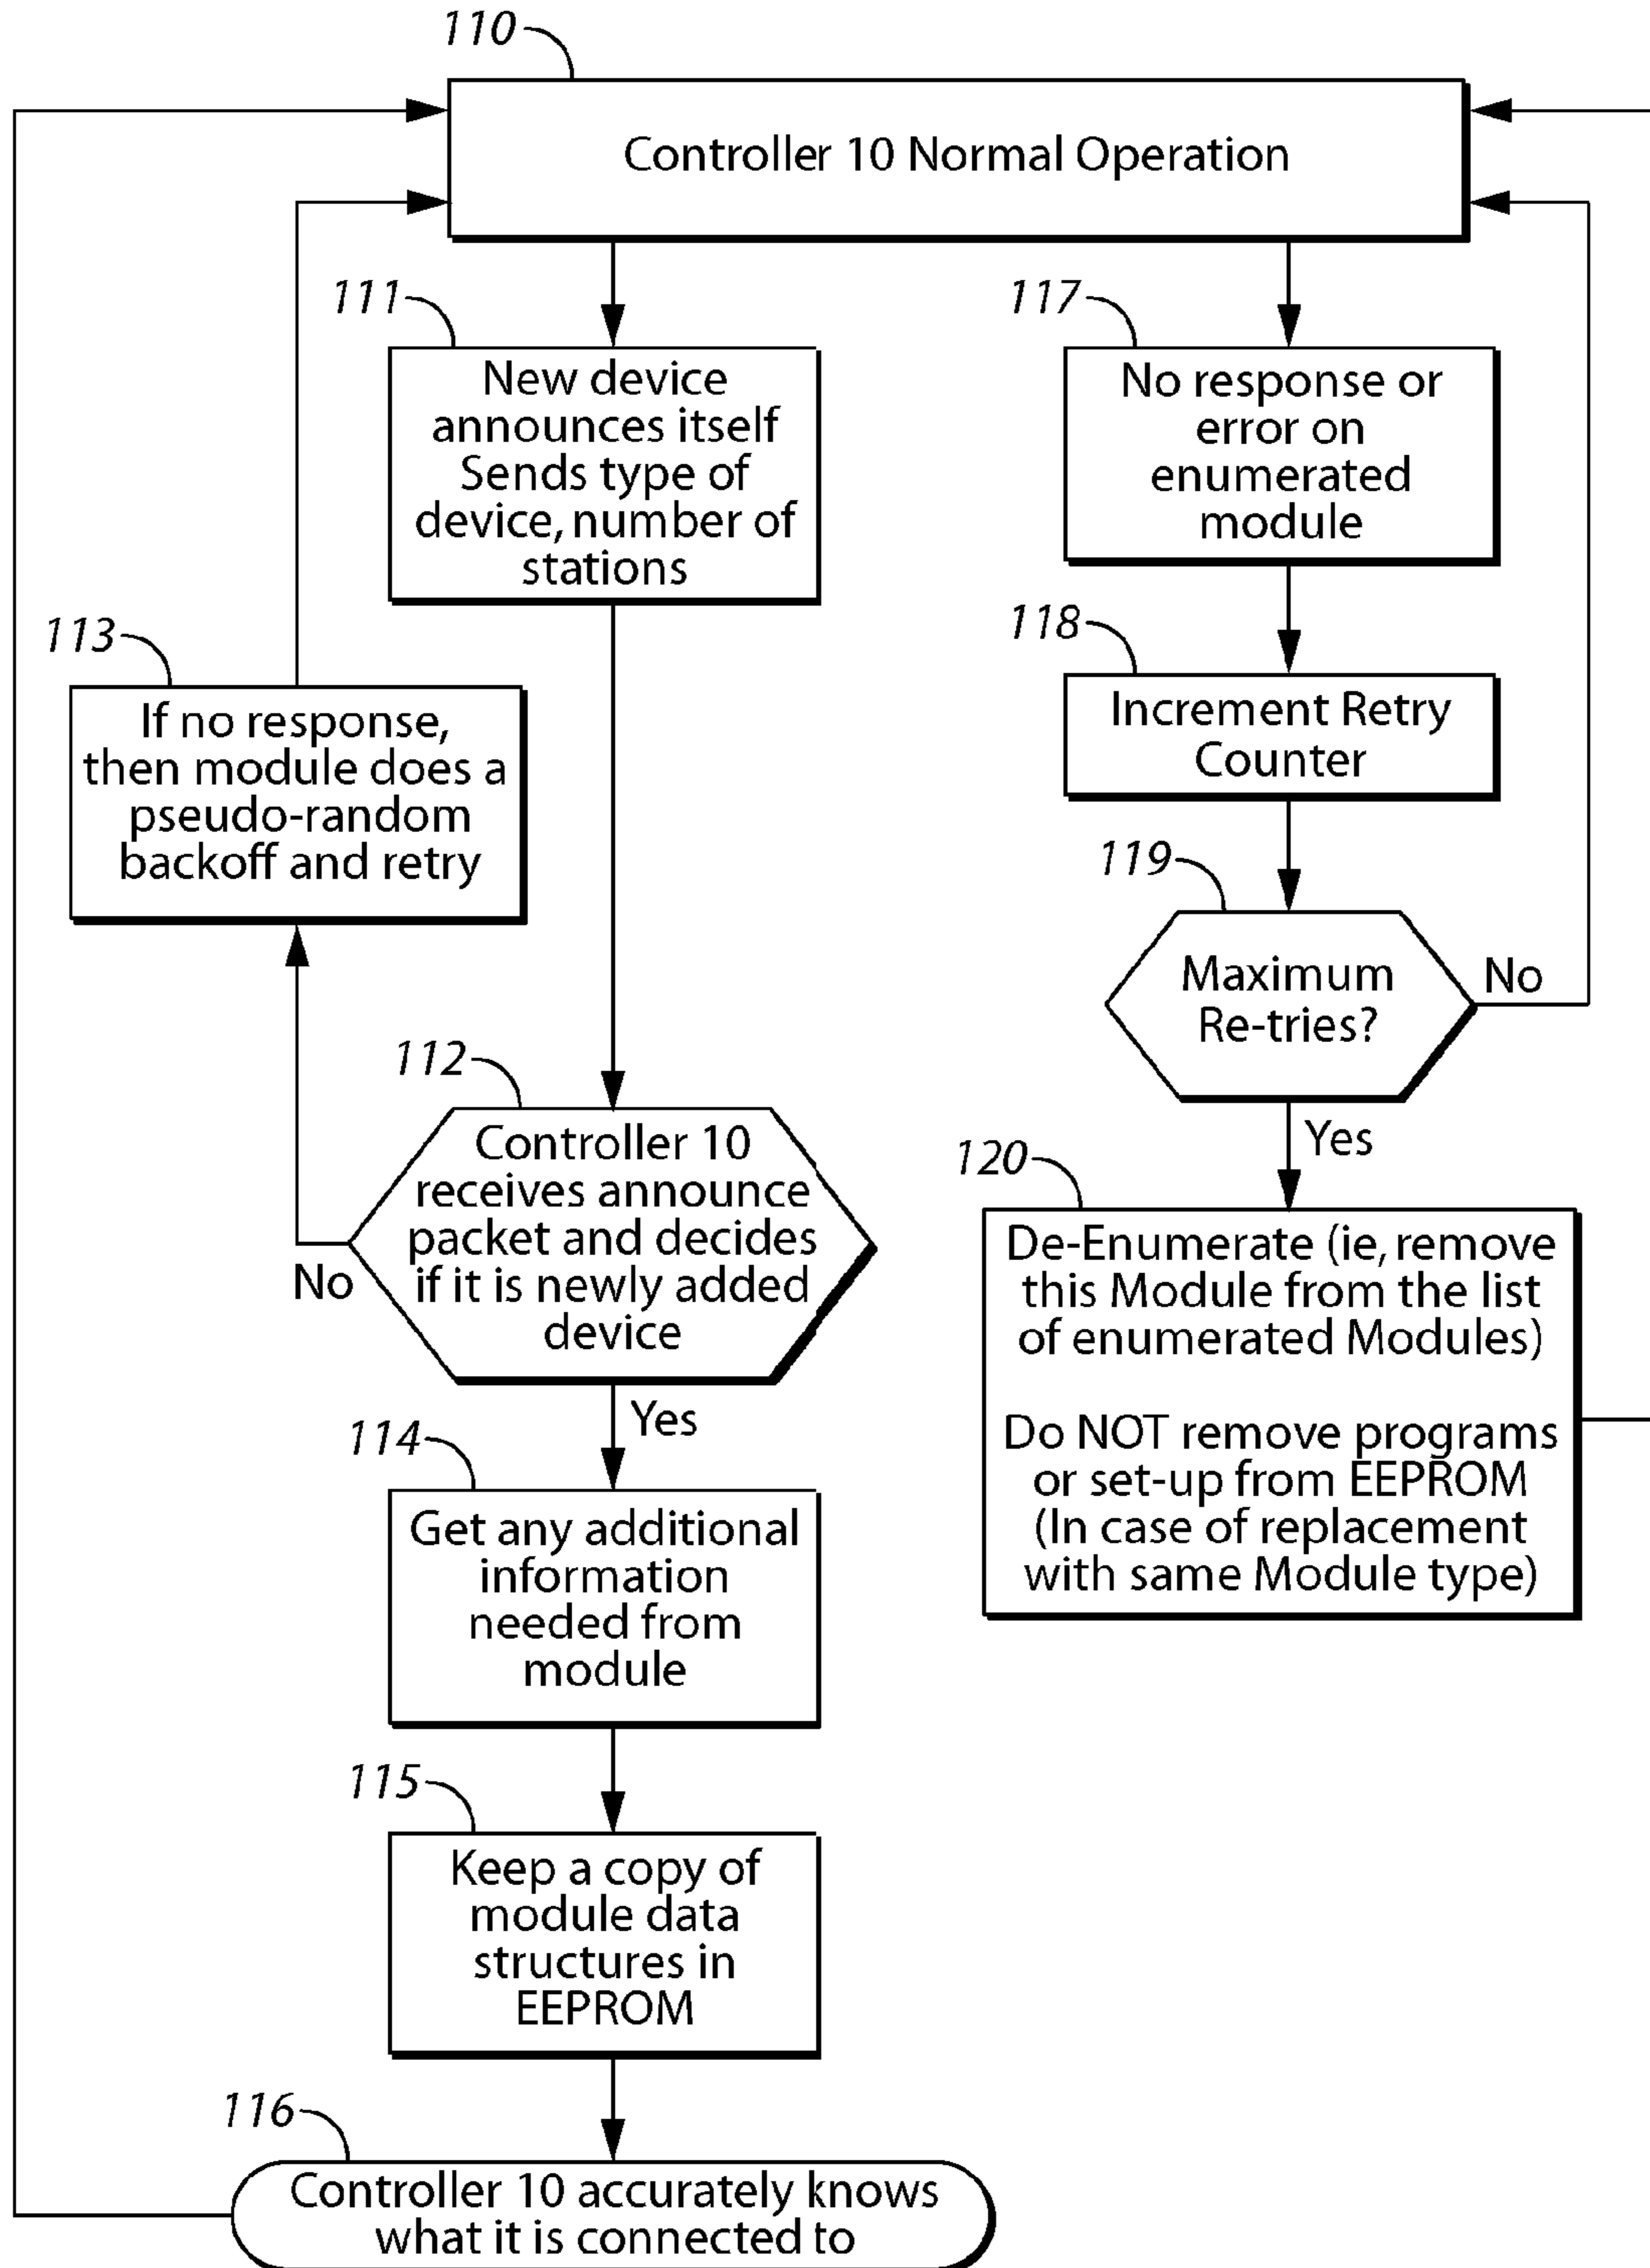 110
Controller 10 Normal Operation
111
New device
announces itself
Sends type of
device, number of
stations
113
If no response,
then module does a
pseudo-random
backoff and retry
112
Controller 10
receives announce
packet and decides
if it is newly added
device
No
Yes
114
Get any additional
information
needed from
module
115
Keep a copy of
module data
structures in
EEPROM
116
Controller 10 accurately knows
what it is connected to
117
No response or
error on
enumerated
module
118
Increment Retry
Counter
119
Maximum
Re-tries?
No
Yes
120
De-Enumerate (ie, remove
this Module from the list
of enumerated Modules)
Do NOT remove programs
or set-up from EEPROM
(In case of replacement
with same Module type)